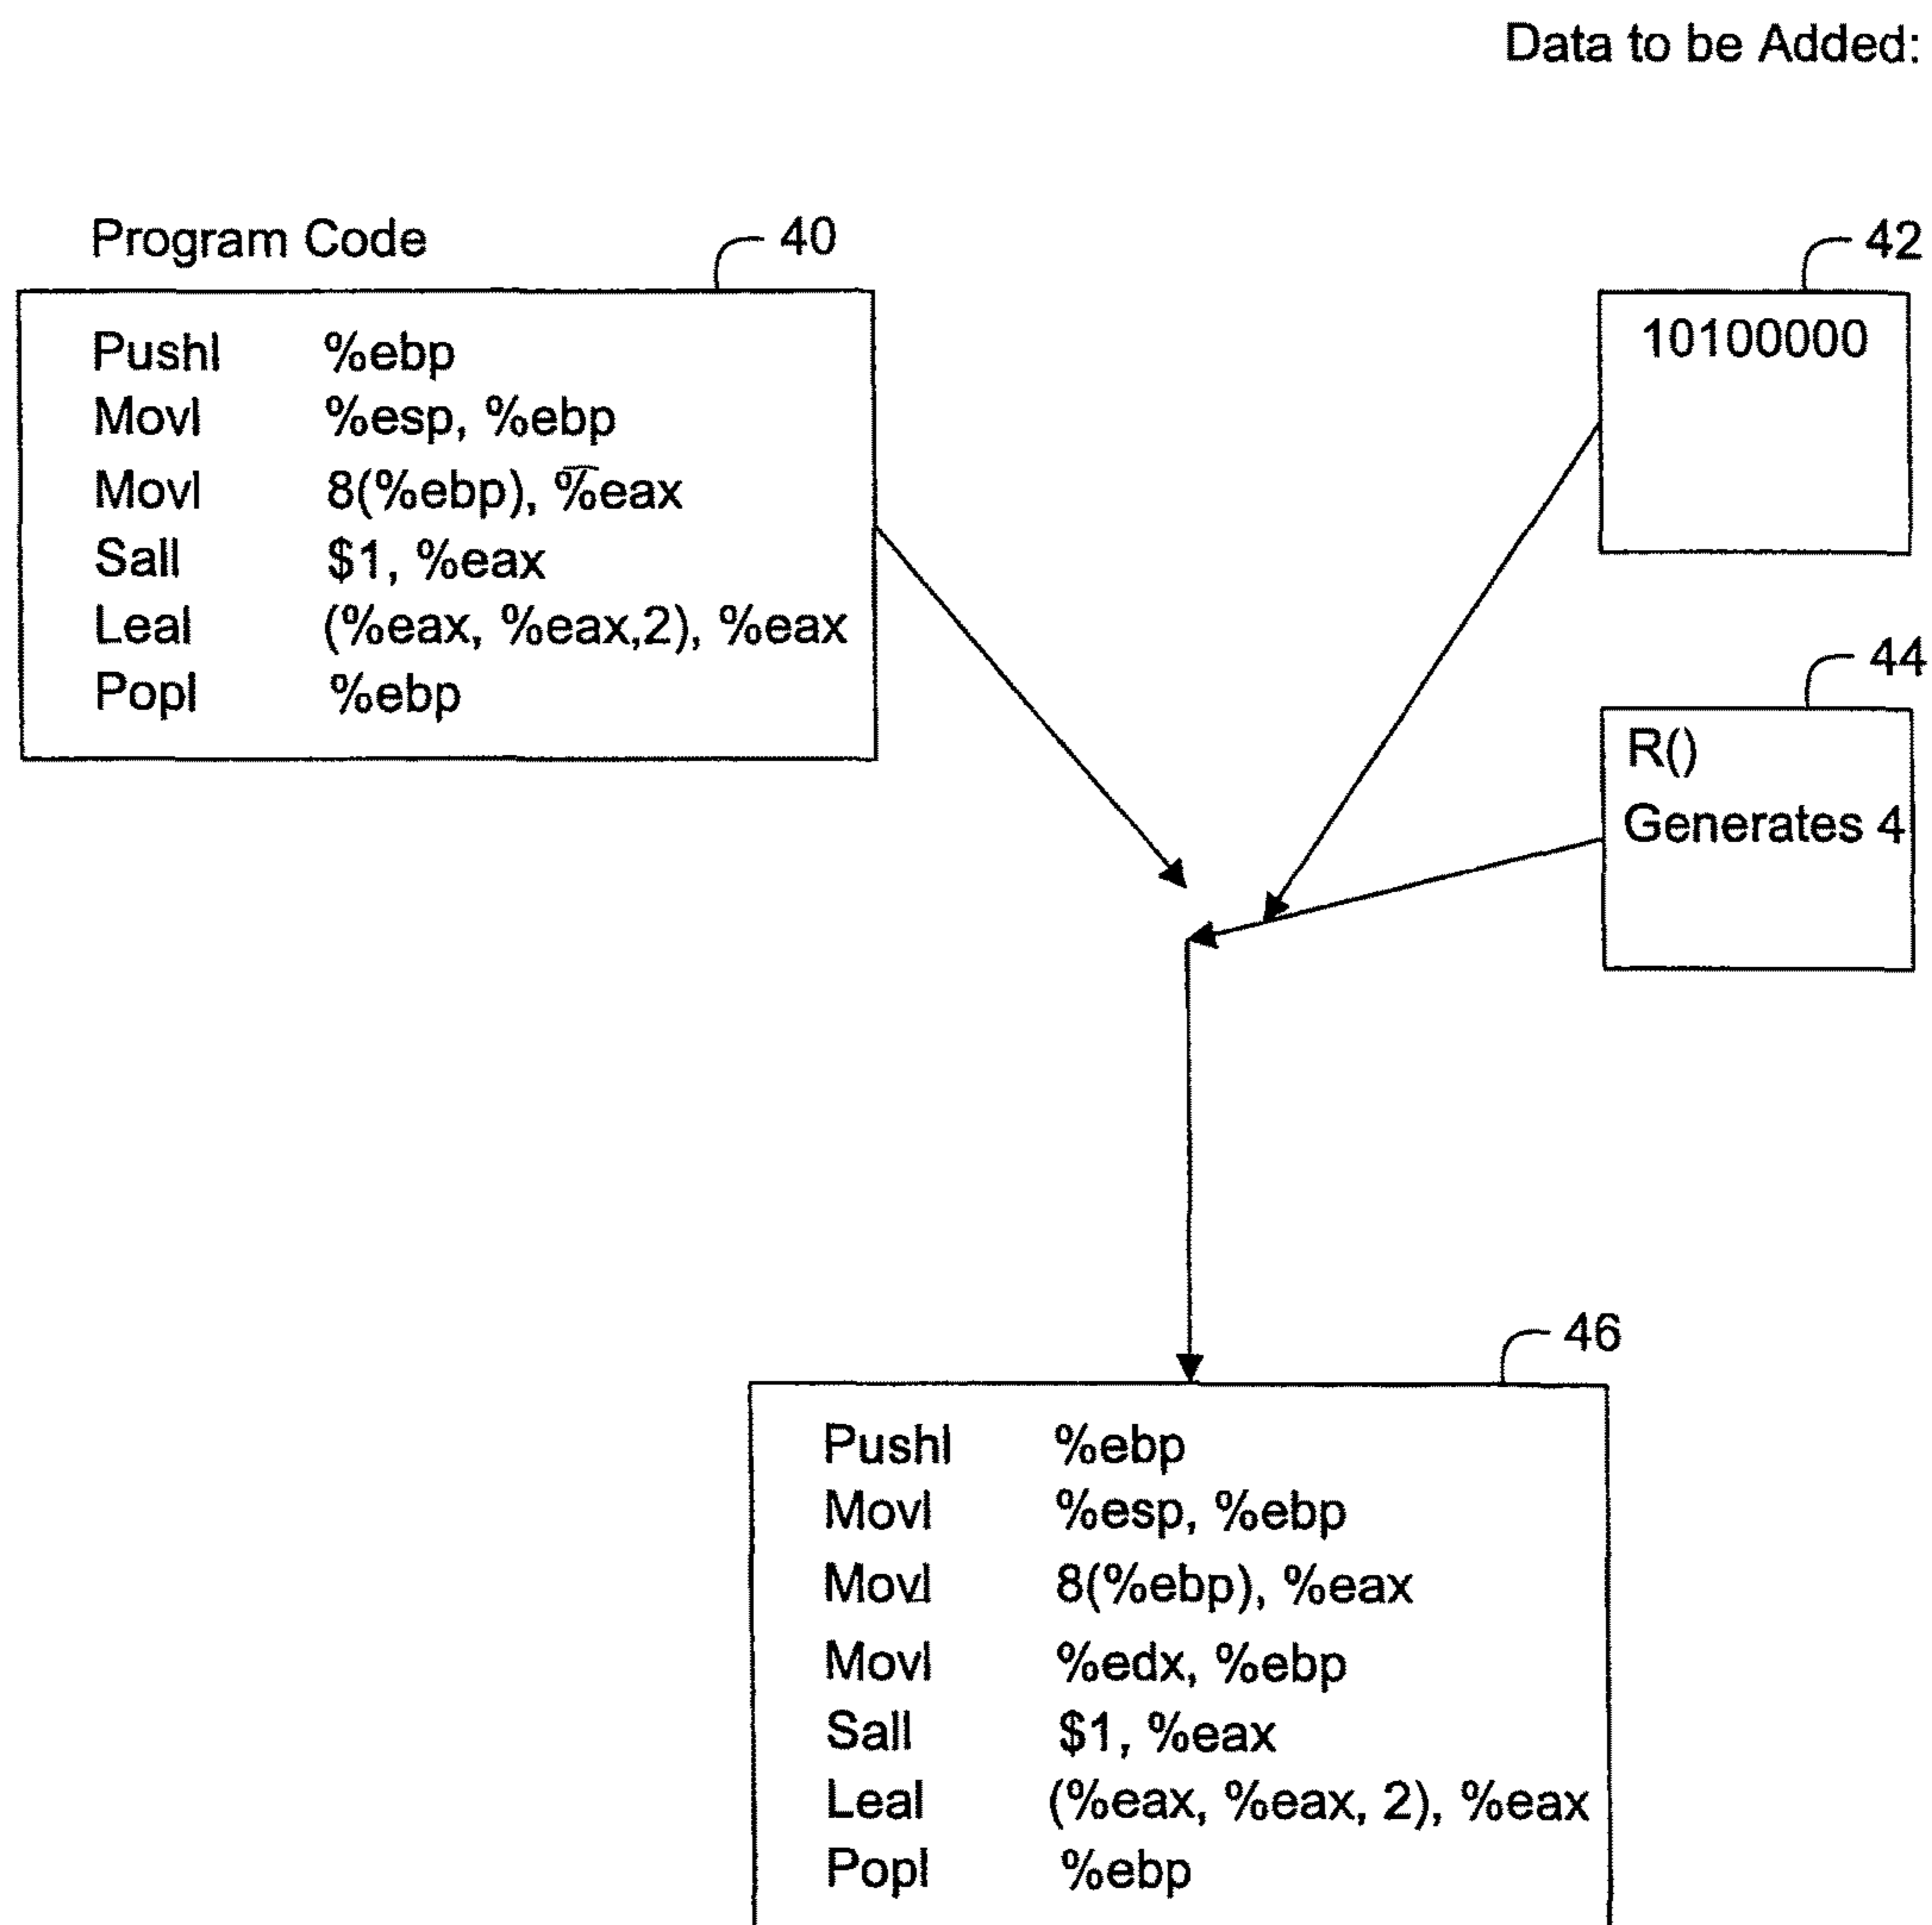 Data to be Added:
Program Code
40
Pushl %ebp
Movl %esp, %ebp
Movl 8(%ebp), %eax
Sall $1, %eax
Leal (%eax, %eax,2), %eax
Popl %ebp
42
10100000
44
R()
Generates 4
46
Pushl %ebp
Movl %esp, %ebp
Movl 8(%ebp), %eax
Movl %edx, %ebp
Sall $1, %eax
Leal (%eax, %eax, 2), %eax
Popl %ebp